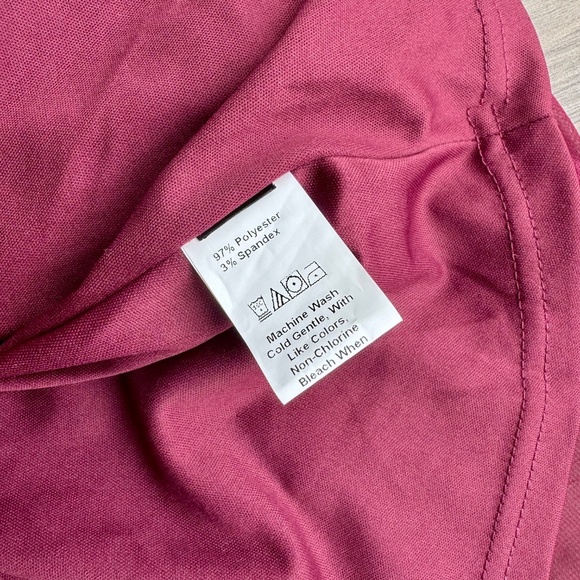 97% Polyester
3% Spandex
Machine Wash
Cold Gentle, With
Like Colors,
Non-Chlorine
Bleach When